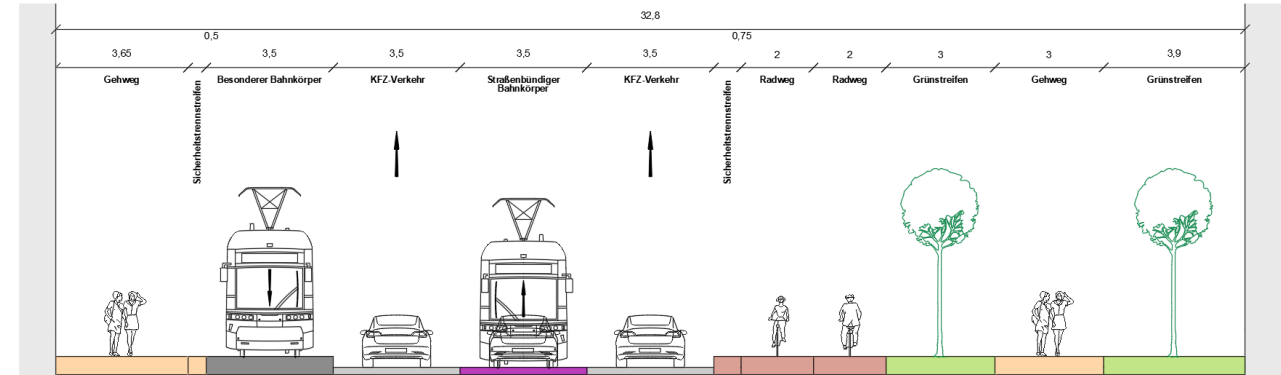 32,8
0,5
0,75
3,65
3,5
3,5
3,5
3,5
2
2
3
3
3,9
Gehweg
Sicherheitstrennstreifen
Besonderer Bahnkörper
KFZ-Verkehr
Straßenbündiger
Bahnkörper
KFZ-Verkehr
Sicherheitstrennstreifen
Radweg
Radweg
Grünstreifen
Gehweg
Grünstreifen